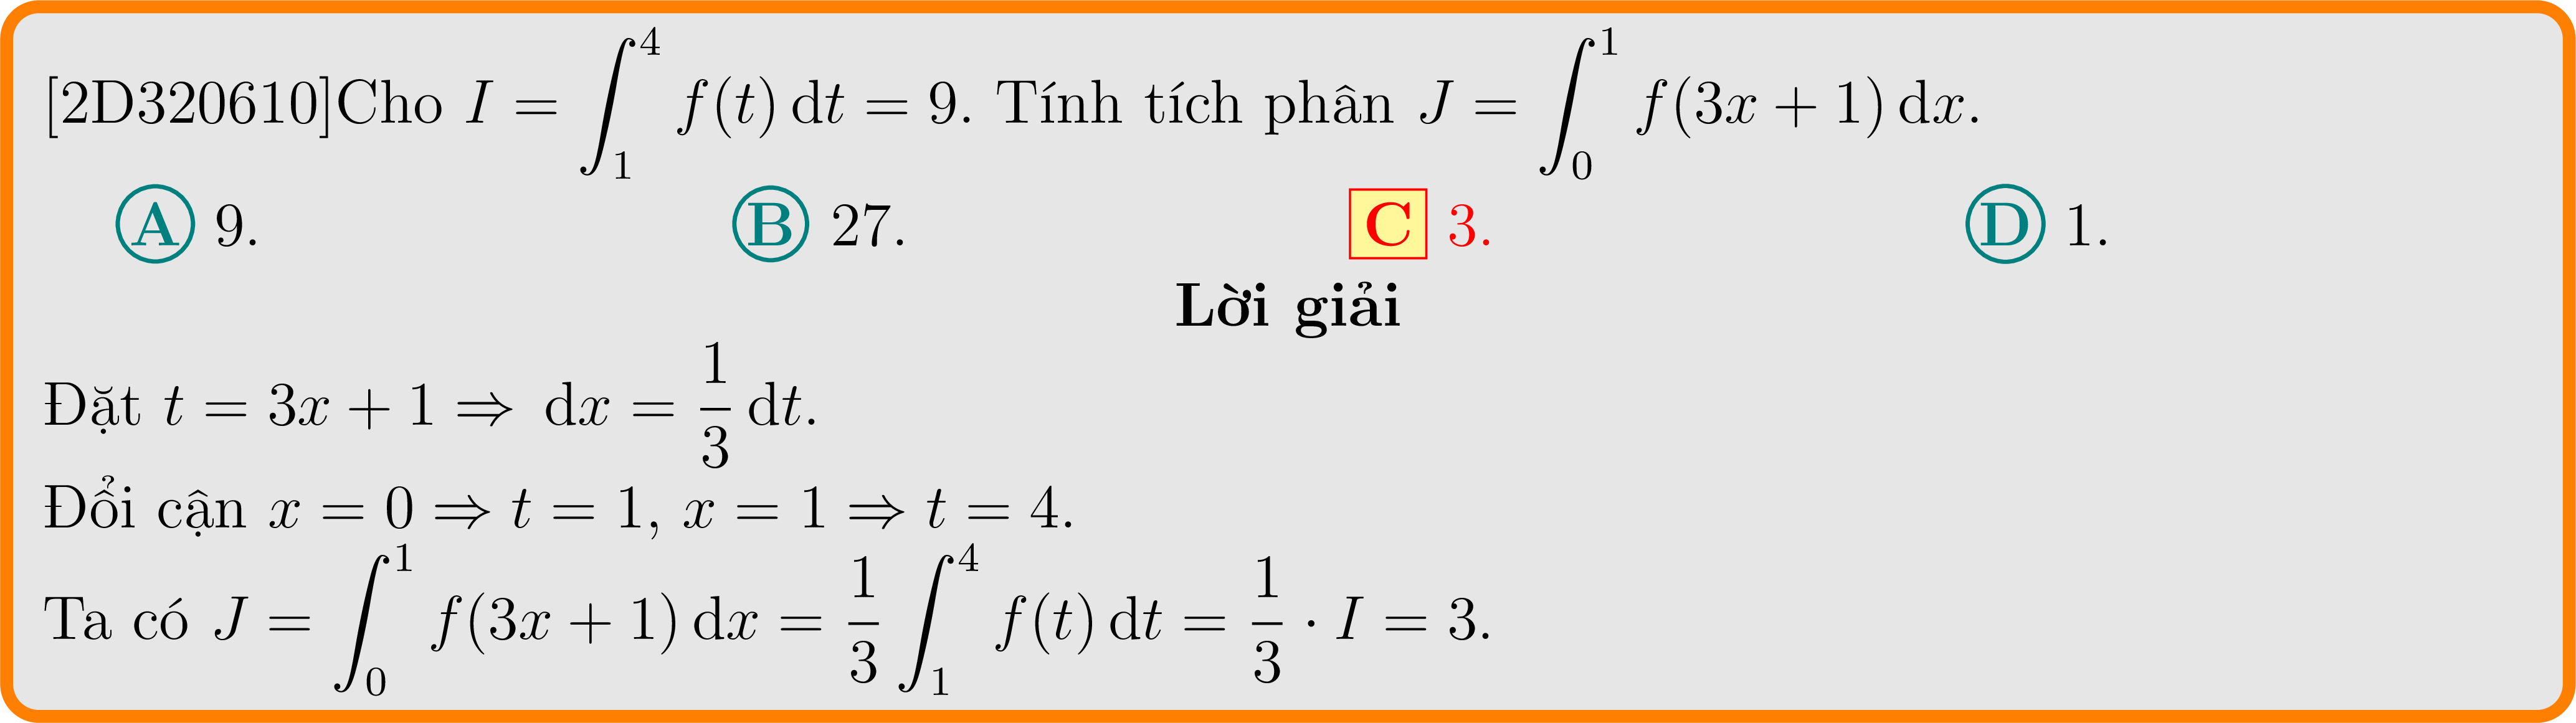 [2D320610]Cho $I = \int_1^4 f(t)\,\mathrm{d}t = 9$. Tính tích phân $J = \int_0^1 f(3x+1)\,\mathrm{d}x$.
A 9. B 27. C 3. D 1.
Lời giải
Đặt $t = 3x + 1 \Rightarrow \mathrm{d}x = \frac{1}{3}\,\mathrm{d}t$.
Đổi cận $x = 0 \Rightarrow t = 1$, $x = 1 \Rightarrow t = 4$.
Ta có $J = \int_0^1 f(3x+1)\,\mathrm{d}x = \frac{1}{3}\int_1^4 f(t)\,\mathrm{d}t = \frac{1}{3} \cdot I = 3$.